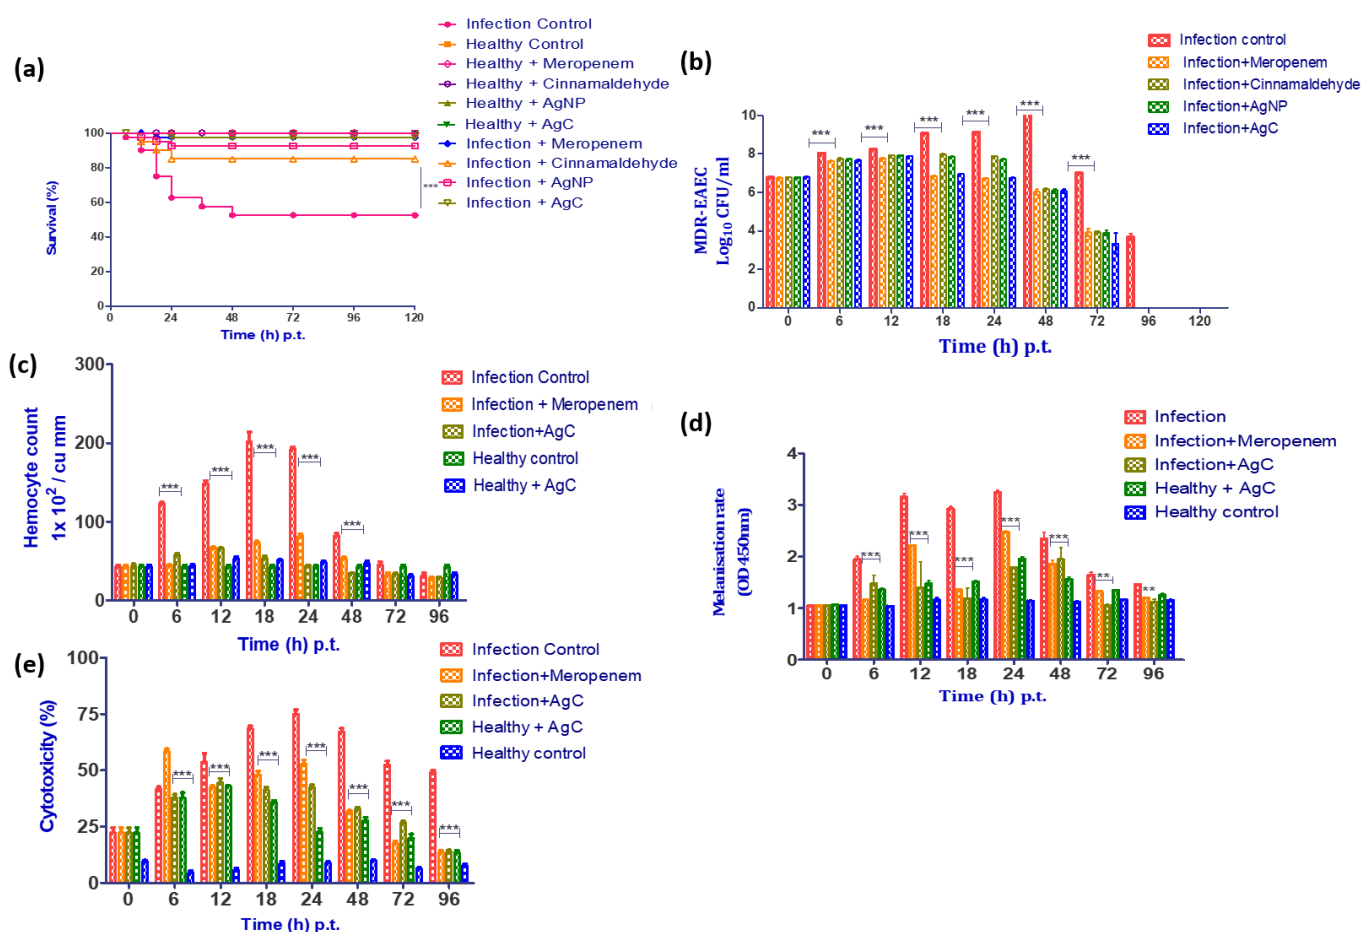 (a)
Infection Control
Healthy Control
Healthy + Meropenem
Healthy + Cinnamaldehyde
Healthy + AgNP
Healthy + AgC
Infection + Meropenem
Infection + Cinnamaldehyde
Infection + AgNP
Infection + AgC
Survival (%)
100
80
60
40
20
0
***
0 24 48 72 96 120
Time (h) p.t.
(b)
Infection control
Infection+Meropenem
Infection+Cinnamaldehyde
Infection+AgNP
Infection+AgC
MDR-EAEC
Log10 CFU/ml
10
8
6
4
2
0
*** *** *** *** *** ***
0 6 12 18 24 48 72 96 120
Time (h) p.t.
(c)
Infection Control
Infection + Meropenem
Infection+AgC
Healthy control
Healthy + AgC
Hemocyte count
1x 10² / cu mm
300
200
100
0
*** *** *** *** ***
0 6 12 18 24 48 72 96
Time (h) p.t.
(d)
Infection
Infection+Meropenem
Infection+AgC
Healthy + AgC
Healthy control
Melanisation rate
(OD 450nm)
4
3
2
1
*** *** *** *** *** ** **
0 6 12 18 24 48 72 96
Time (h) p.t.
(e)
Infection Control
Infection+Meropenem
Infection+AgC
Healthy + AgC
Healthy control
Cytotoxicity (%)
100
75
50
25
0
*** *** *** *** *** *** ***
0 6 12 18 24 48 72 96
Time (h) p.t.